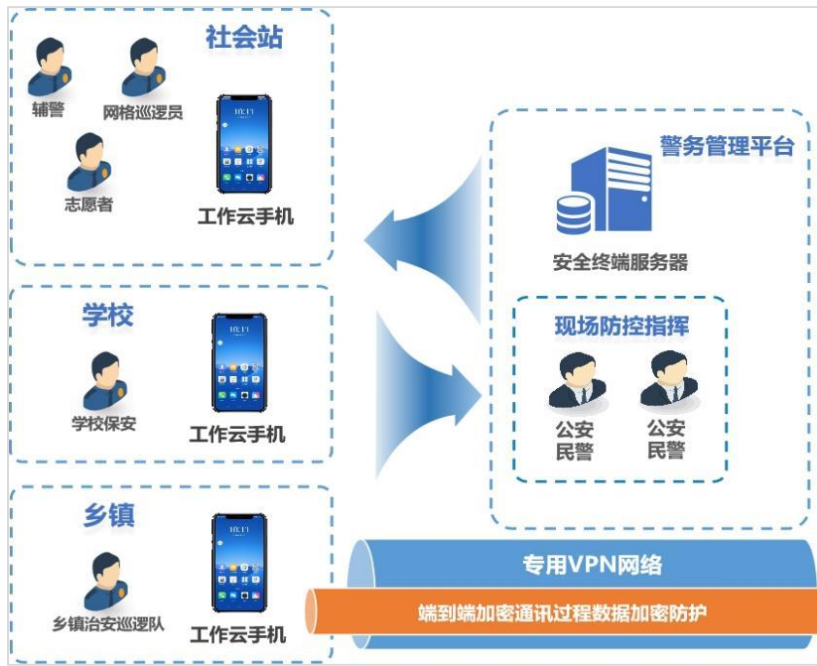 社会站
辅警
网格巡逻员
志愿者
工作云手机
学校
学校保安
工作云手机
乡镇
乡镇治安巡逻队
工作云手机
警务管理平台
安全终端服务器
现场防控指挥
公安
民警
公安
民警
专用VPN网络
端到端加密通讯过程数据加密防护